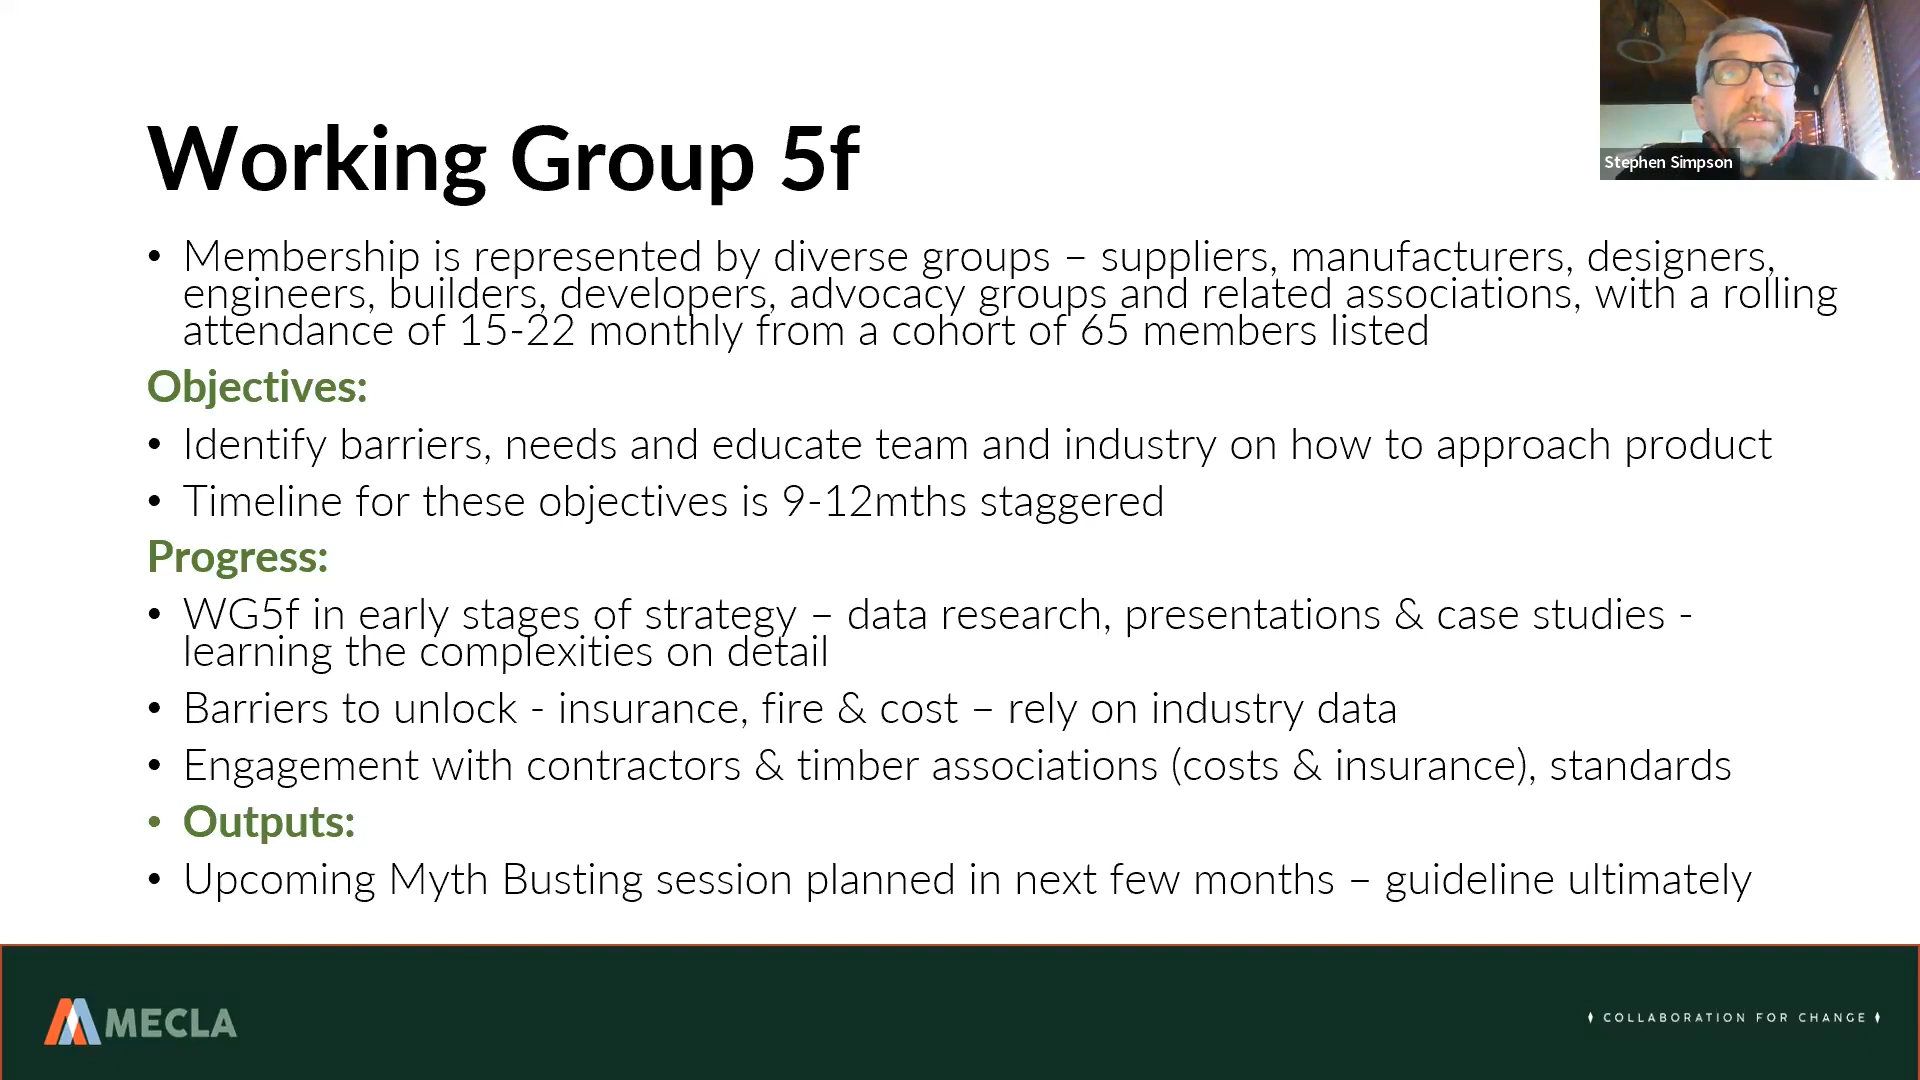 Stephen Simpson
Working Group 5f
• Membership is represented by diverse groups – suppliers, manufacturers, designers,
engineers, builders, developers, advocacy groups and related associations, with a rolling
attendance of 15-22 monthly from a cohort of 65 members listed
Objectives:
• Identify barriers, needs and educate team and industry on how to approach product
• Timeline for these objectives is 9-12mths staggered
Progress:
• WG5f in early stages of strategy – data research, presentations & case studies -
learning the complexities on detail
• Barriers to unlock - insurance, fire & cost – rely on industry data
• Engagement with contractors & timber associations (costs & insurance), standards
• Outputs:
• Upcoming Myth Busting session planned in next few months – guideline ultimately
MECLA
COLLABORATION FOR CHANGE